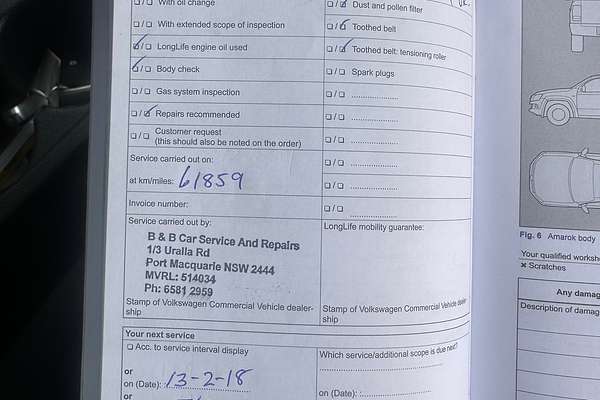 ❏ / ❏ With oil change
❏ / ❏ With extended scope of inspection
❏ / ❏ LongLife engine oil used
❏ / ❏ Body check
❏ / ❏ Gas system inspection
❏ / ❏ Repairs recommended
❏ / ❏ Customer request
(this should also be noted on the order)
Service carried out on:
at km/miles: 61859
Invoice number:
Service carried out by:
B & B Car Service And Repairs
1/3 Uralla Rd
Port Macquarie NSW 2444
MVRL: 514034
Ph: 6581 2959
Stamp of Volkswagen Commercial Vehicle dealer-
ship
❏ / ❏ Dust and pollen filter
❏ / ❏ Toothed belt
❏ / ❏ Toothed belt: tensioning roller
❏ / ❏ Spark plugs
❏ / ❏ .....................
❏ / ❏ .....................
❏ / ❏ .....................
❏ / ❏ .....................
❏ / ❏ .....................
❏ / ❏ .....................
LongLife mobility guarantee:
Stamp of Volkswagen Commercial Vehicle dealer-
ship
Your next service
❏ Acc. to service interval display
or
on (Date): 13-2-18
or
Which service/additional scope is due next?
on (Date):
Fig. 6 Amarok body
Your qualified worksh
✕ Scratches
Any damag
Description of damag